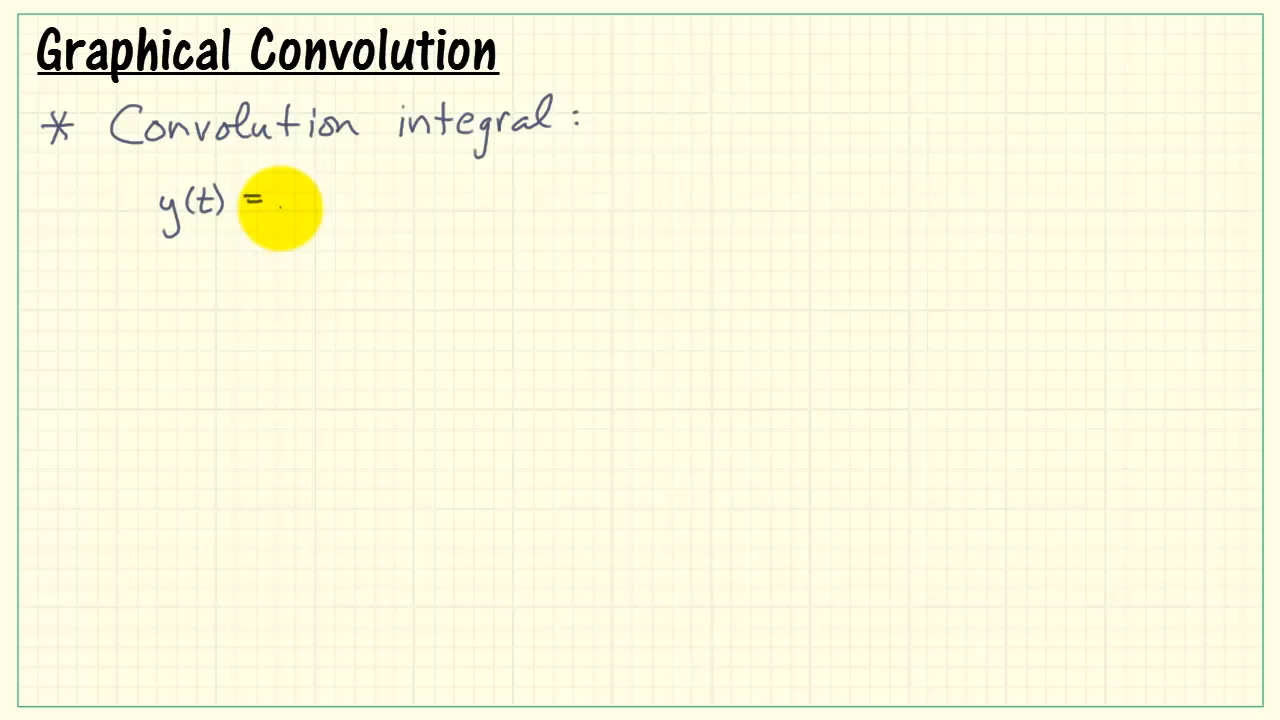 Graphical Convolution
* Convolution integral:
y(t) =